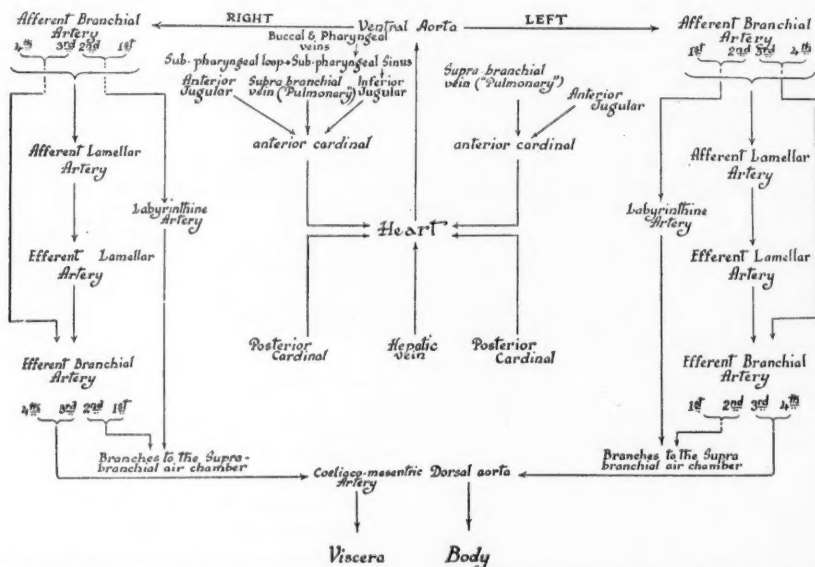 Afferent Branchial
Artery
4th 3rd 2nd 1st
RIGHT
Ventral Aorta
LEFT
Afferent Branchial
Artery
1st 2nd 3rd 4th
Buccal & Pharyngeal
veins
Sub-pharyngeal loop→Sub-pharyngeal Sinus
Anterior
Jugular
Supra branchial
vein ("Pulmonary")
Inferior
Jugular
Supra-branchial
vein ("Pulmonary")
Anterior
Jugular
anterior cardinal
anterior cardinal
Afferent Lamellar
Artery
Labyrinthine
Artery
Heart
Afferent Lamellar
Artery
Labyrinthine
Artery
Efferent Lamellar
Artery
Efferent Lamellar
Artery
Posterior
Cardinal
Hepatic
vein
Posterior
Cardinal
Efferent Branchial
Artery
4th 3rd 2nd 1st
Efferent Branchial
Artery
1st 2nd 3rd 4th
Branches to the Supra-
branchial air chamber
Branches to the Supra
branchial air chamber
Coeliaco-mesentric
Artery
Dorsal aorta
Viscera
Body